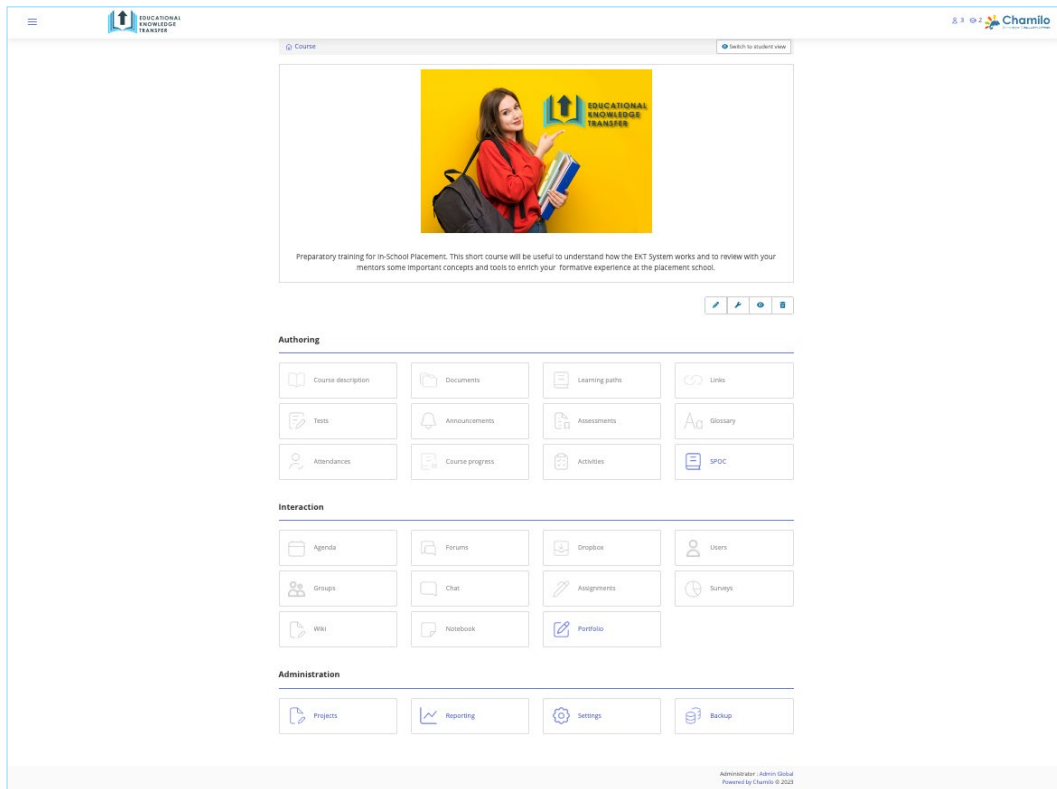 EDUCATIONAL
KNOWLEDGE
TRANSFER
3 2
Chamilo
Course
Switch to student view
EDUCATIONAL
KNOWLEDGE
TRANSFER
Preparatory training for In-School Placement. This short course will be useful to understand how the EKT System works and to review with your
mentors some important concepts and tools to enrich your formative experience at the placement school.
Authoring
Course description
Documents
Learning paths
Links
Tests
Announcements
Assessments
Glossary
Attendances
Course progress
Activities
SPOC
Interaction
Agenda
Forums
Dropbox
Users
Groups
Chat
Assignments
Surveys
Wiki
Notebook
Portfolio
Administration
Projects
Reporting
Settings
Backup
Administrator : Admin Global
Powered by Chamilo © 2023